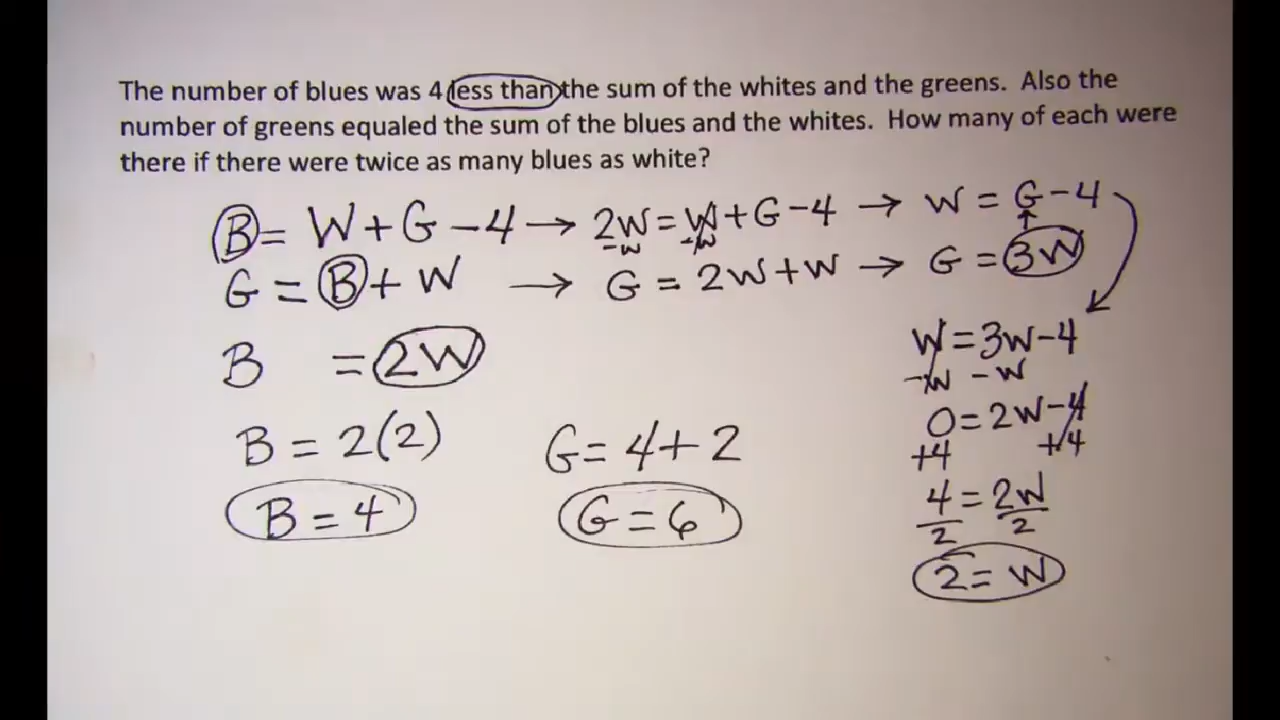 The number of blues was 4 less than the sum of the whites and the greens. Also the
number of greens equaled the sum of the blues and the whites. How many of each were
there if there were twice as many blues as white?
B = W + G - 4 → 2W = W + G - 4 → W = G - 4
-W -W
G = B + W → G = 2W + W → G = 3W
B = 2W
W = 3W - 4
-W -W
0 = 2W - 4
+4 +4
B = 2(2)
G = 4 + 2
4 = 2W
2 2
B = 4
G = 6
2 = W